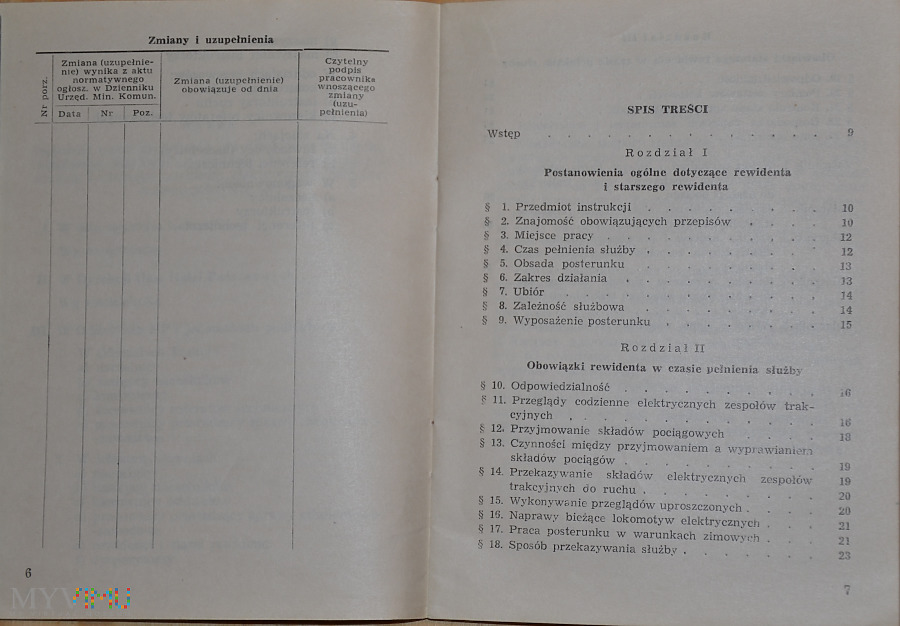 Zmiany i uzupełnienia
Nr porz.
Zmiana (uzupełnie-
nie) wynika z aktu
normatywnego
ogłosz. w Dzienniku
Urzęd. Min. Komun.
Data Nr Poz.
Zmiana (uzupełnienie)
obowiązuje od dnia
Czytelny
podpis
pracownika
wnoszącego
zmiany
(uzu-
pełnienia)
6
SPIS TREŚCI
Wstęp . . . . . . . . . . . . . 9
Rozdział I
Postanowienia ogólne dotyczące rewidenta
i starszego rewidenta
§ 1. Przedmiot instrukcji . . . . . . . . 10
§ 2. Znajomość obowiązujących przepisów . . . . 10
§ 3. Miejsce pracy . . . . . . . . . . 12
§ 4. Czas pełnienia służby . . . . . . . . 12
§ 5. Obsada posterunku . . . . . . . . 13
§ 6. Zakres działania . . . . . . . . . 13
§ 7. Ubiór . . . . . . . . . . . . 14
§ 8. Zależność służbowa . . . . . . . . 14
§ 9. Wyposażenie posterunku . . . . . . . 15
Rozdział II
Obowiązki rewidenta w czasie pełnienia służby
§ 10. Odpowiedzialność . . . . . . . . . 16
§ 11. Przeglądy codzienne elektrycznych zespołów trak-
cyjnych . . . . . . . . . . . 16
§ 12. Przyjmowanie składów pociągowych . . . . 18
§ 13. Czynności między przyjmowaniem a wyprawianiem
składów pociągów . . . . . . . . . 19
§ 14. Przekazywanie składów elektrycznych zespołów 19
trakcyjnych do ruchu . . . . . . . . 20
§ 15. Wykonywanie przeglądów uproszczonych . . . . 20
§ 16. Naprawy bieżące lokomotyw elektrycznych . . . 21
§ 17. Praca posterunku w warunkach zimowych . . . 21
§ 18. Sposób przekazywania służby . . . . . . . 23
7